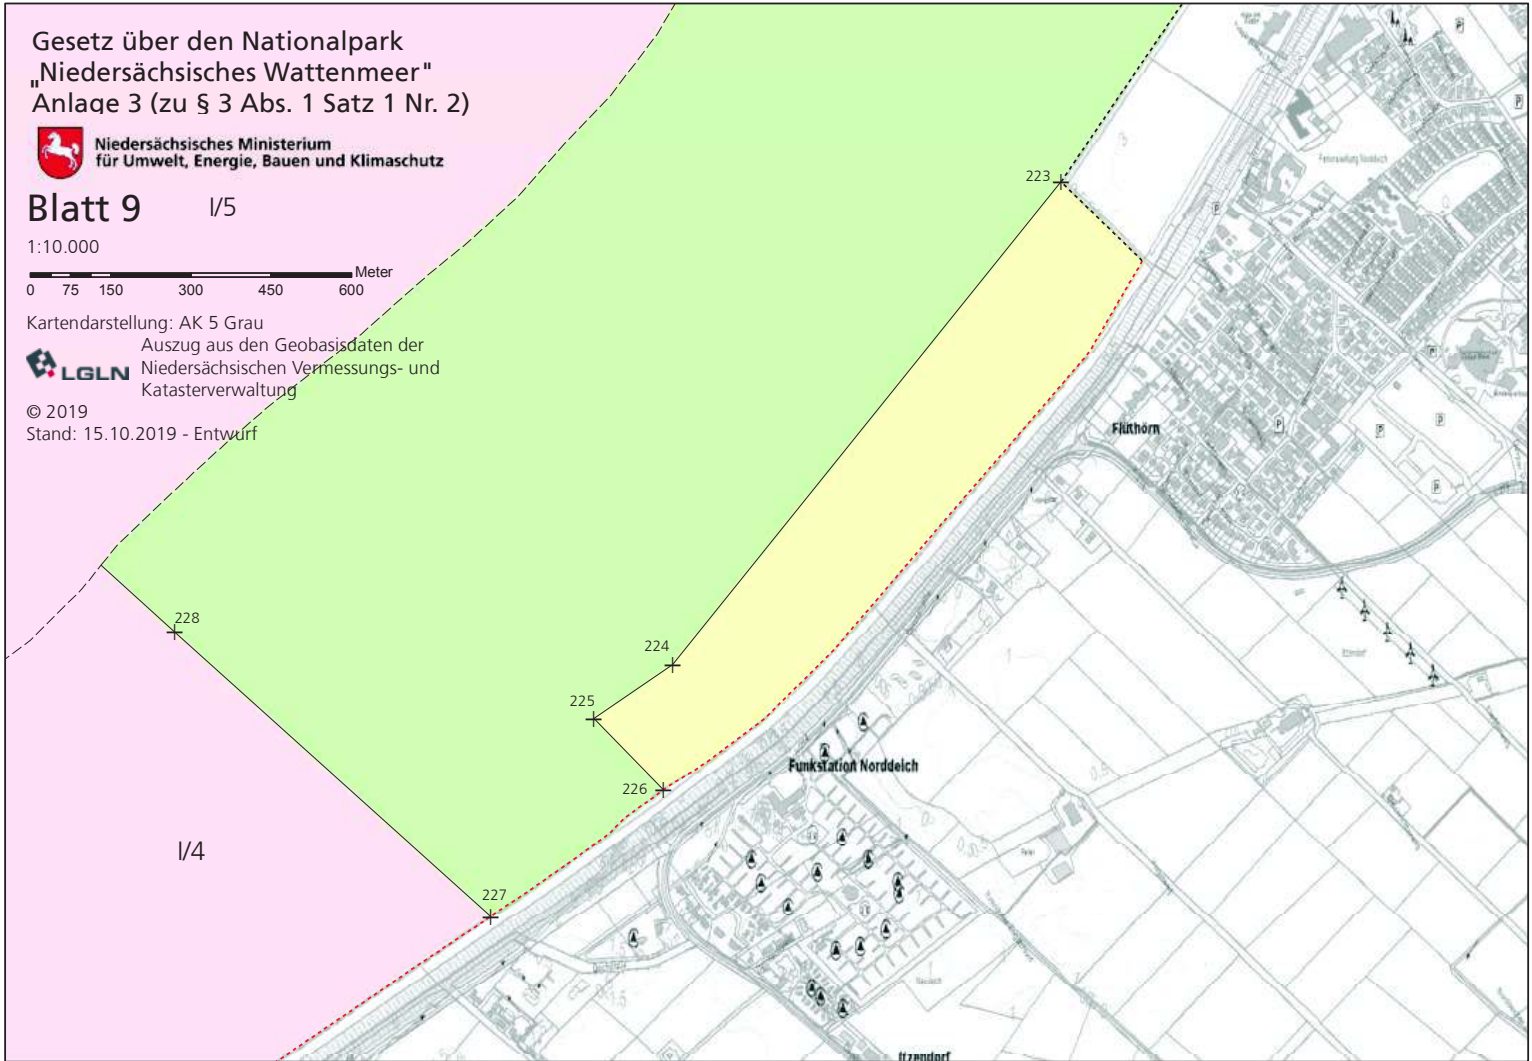 Gesetz über den Nationalpark
„Niedersächsisches Wattenmeer"
Anlage 3 (zu § 3 Abs. 1 Satz 1 Nr. 2)
Niedersächsisches Ministerium
für Umwelt, Energie, Bauen und Klimaschutz
Blatt 9 I/5
1:10.000
Meter
0 75 150 300 450 600
Kartendarstellung: AK 5 Grau
Auszug aus den Geobasisdaten der
Niedersächsischen Vermessungs- und
Katasterverwaltung
LGLN
© 2019
Stand: 15.10.2019 - Entwurf
223
Fluthörn
228
224
225
Funkstation Norddeich
226
I/4
227
Itzendorf